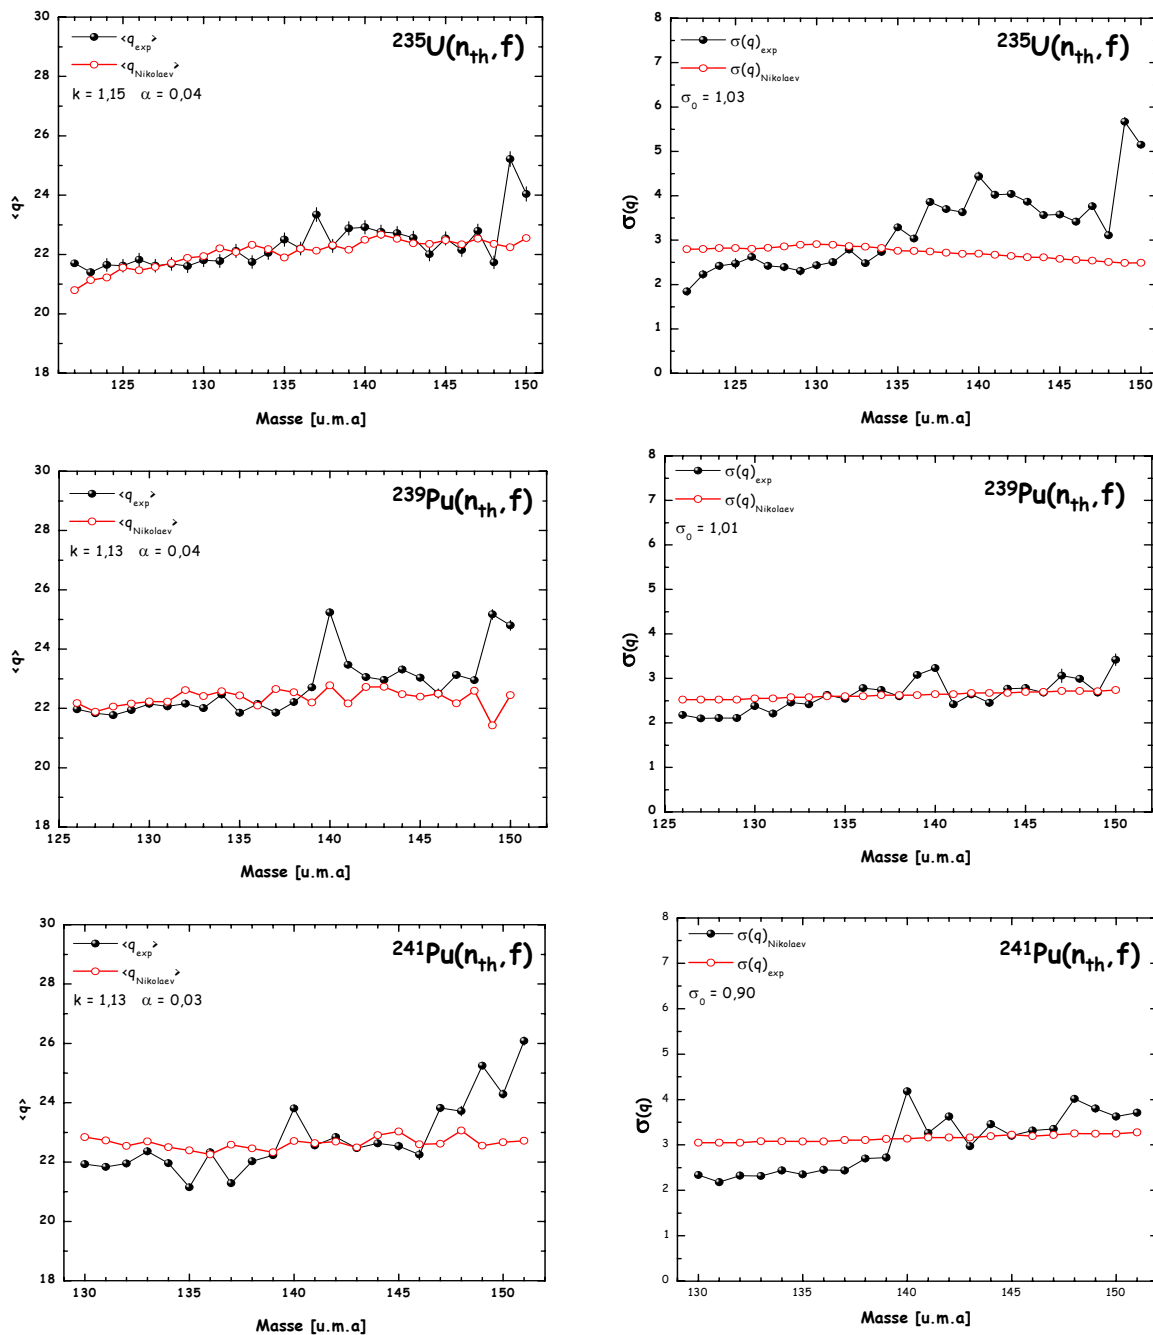 30
28
26
24
22
20
18
<q>
<q_exp>
<q_Nikolaev>
k = 1,15 α = 0,04
²³⁵U(n_th,f)
125 130 135 140 145 150
Masse [u.m.a]
8
7
6
5
4
3
2
1
0
σ(q)
σ(q)_exp
σ(q)_Nikolaev
σ_0 = 1,03
²³⁵U(n_th,f)
125 130 135 140 145 150
Masse [u.m.a]
30
28
26
24
22
20
18
<q>
<q_exp>
<q_Nikolaev>
k = 1,13 α = 0,04
²³⁹Pu(n_th,f)
125 130 135 140 145 150
Masse [u.m.a]
8
7
6
5
4
3
2
1
0
σ(q)
σ(q)_exp
σ(q)_Nikolaev
σ_0 = 1,01
²³⁹Pu(n_th,f)
125 130 135 140 145 150
Masse [u.m.a]
30
28
26
24
22
20
18
<q>
<q_exp>
<q_Nikolaev>
k = 1,13 α = 0,03
²⁴¹Pu(n_th,f)
130 135 140 145 150
Masse [u.m.a]
8
7
6
5
4
3
2
1
0
σ(q)
σ(q)_Nikolaev
σ(q)_exp
σ_0 = 0,90
²⁴¹Pu(n_th,f)
130 135 140 145 150
Masse [u.m.a]